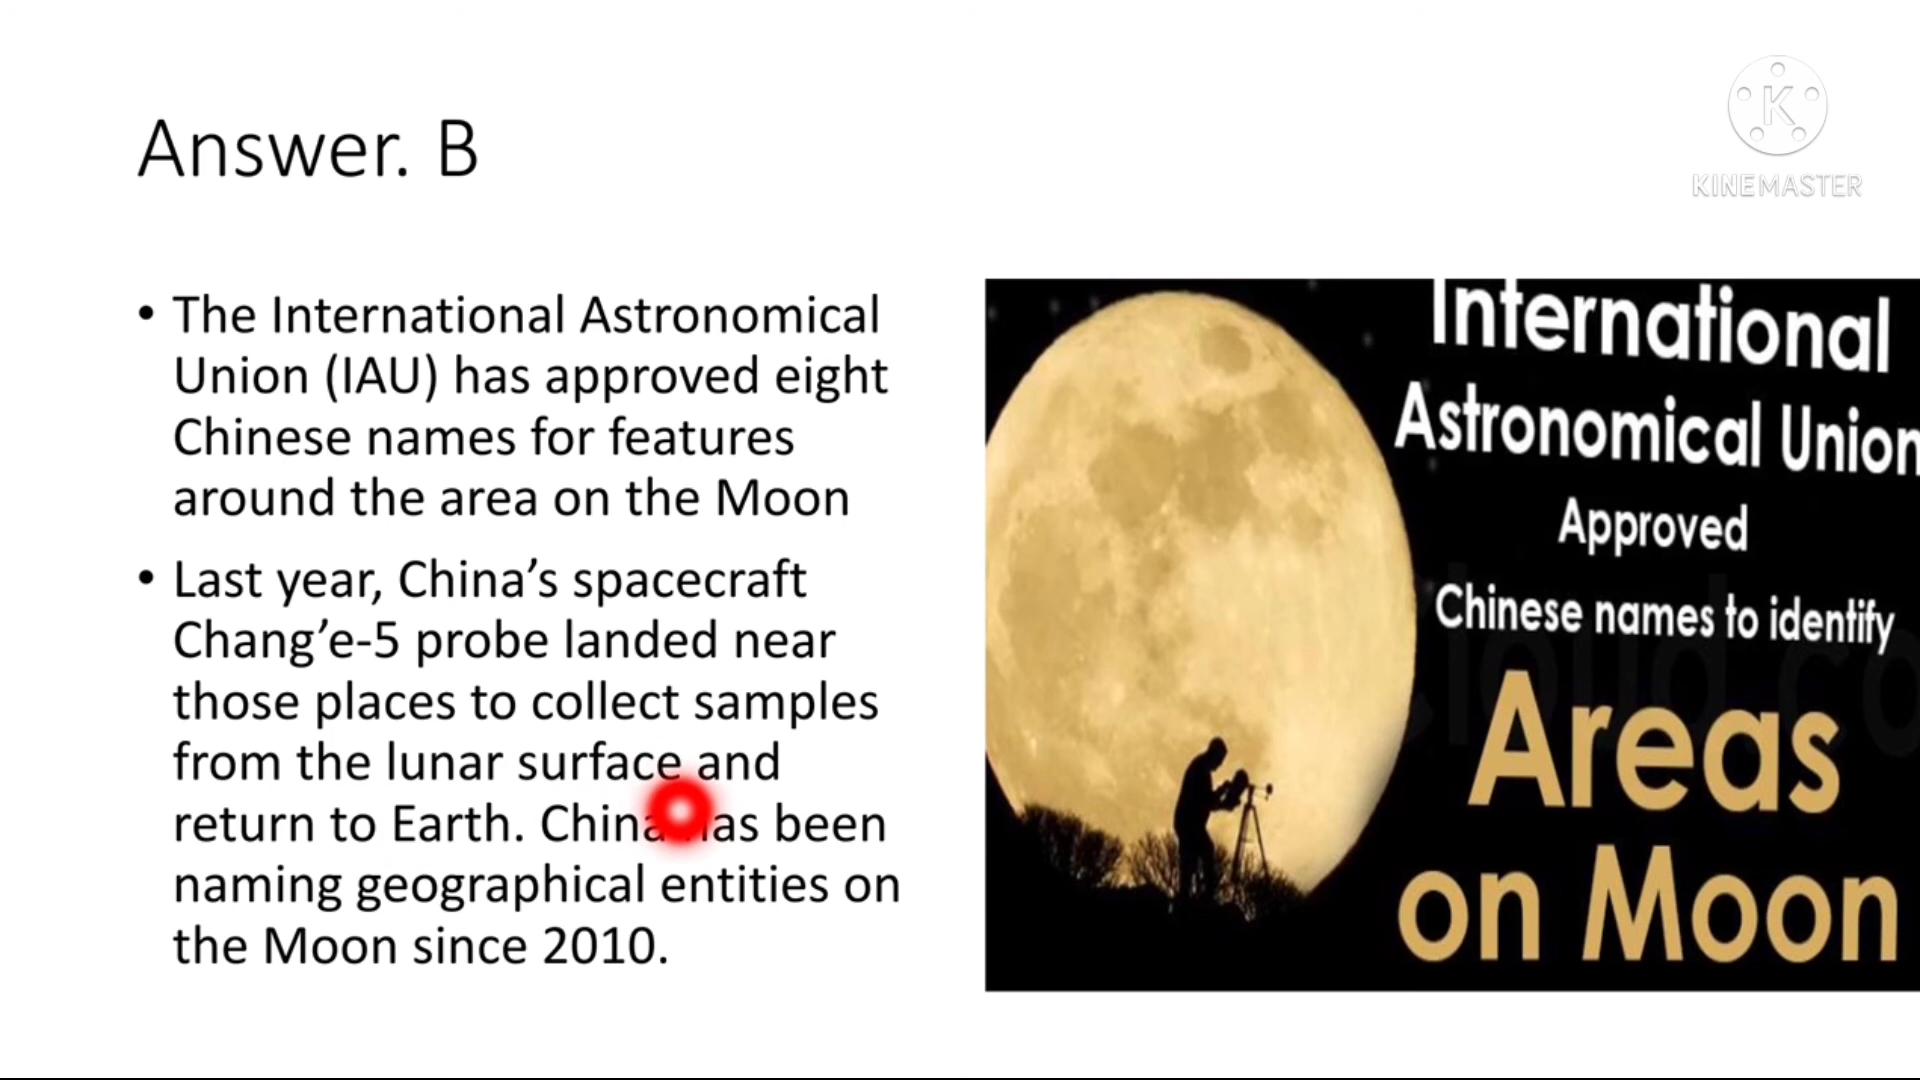 Answer. B
K
KINEMASTER
• The International Astronomical
Union (IAU) has approved eight
Chinese names for features
around the area on the Moon
• Last year, China’s spacecraft
Chang’e-5 probe landed near
those places to collect samples
from the lunar surface and
return to Earth. China has been
naming geographical entities on
the Moon since 2010.
International
Astronomical Union
Approved
Chinese names to identify
Areas
on Moon